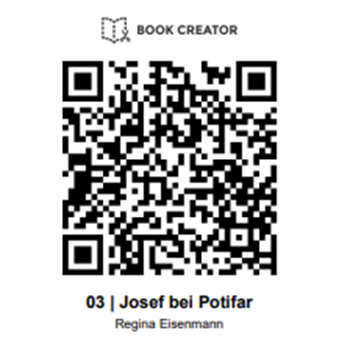 BOOK CREATOR
03 | Josef bei Potifar
Regina Eisenmann